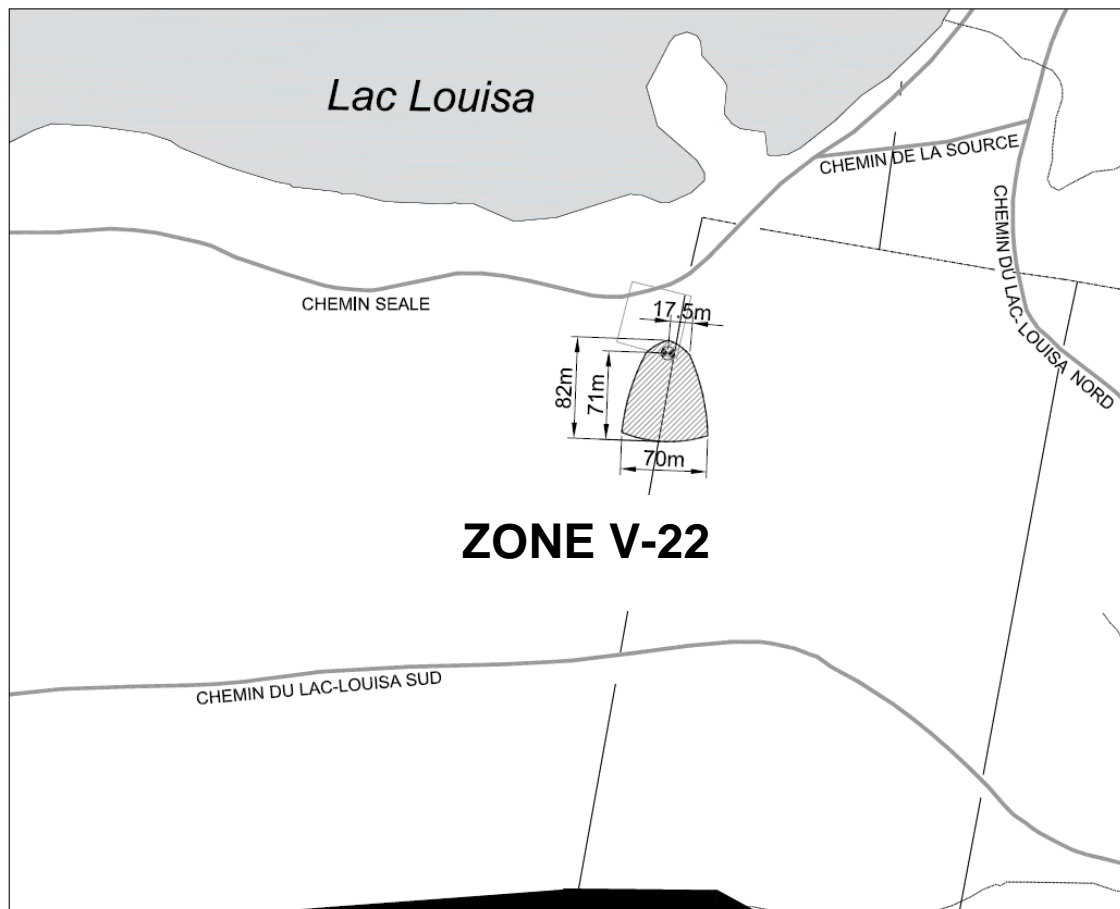 Lac Louisa
CHEMIN DE LA SOURCE
CHEMIN DU LAC-LOUISA NORD
CHEMIN SEALE
17.5m
82m
71m
70m
ZONE V-22
CHEMIN DU LAC-LOUISA SUD